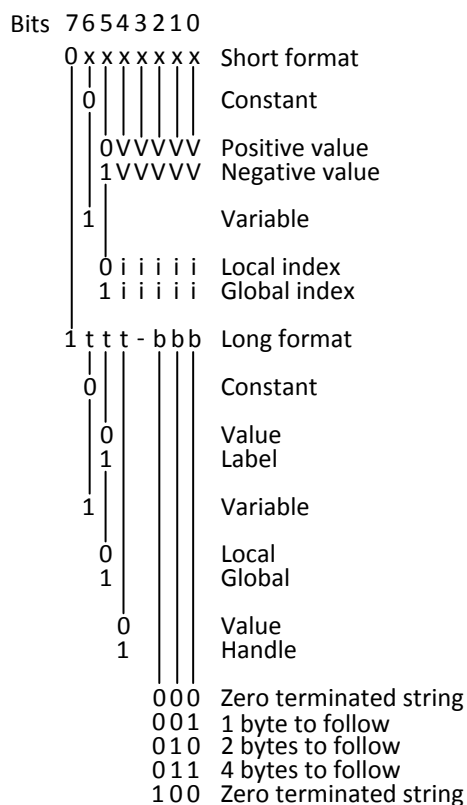 Bits 7 6 5 4 3 2 1 0
0 x x x x x x x Short format
0 Constant
0 V V V V V Positive value
1 V V V V V Negative value
1 Variable
0 i i i i i Local index
1 i i i i i Global index
1 t t t - b b b Long format
0 Constant
0 Value
1 Label
1 Variable
0 Local
1 Global
0 Value
1 Handle
0 0 0 Zero terminated string
0 0 1 1 byte to follow
0 1 0 2 bytes to follow
0 1 1 4 bytes to follow
1 0 0 Zero terminated string